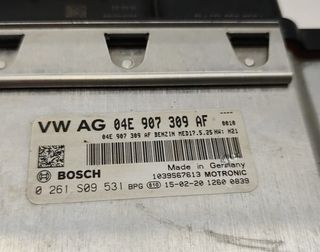 VW AG 04E 907 309 AF 0010
04E 907 309 AF BENZIN MED17.5.25 HW: H21
Made in Germany
BOSCH 1039S67613 MOTRONIC
0 261 S09 531 BPG 610 15-02-20 1260 0839